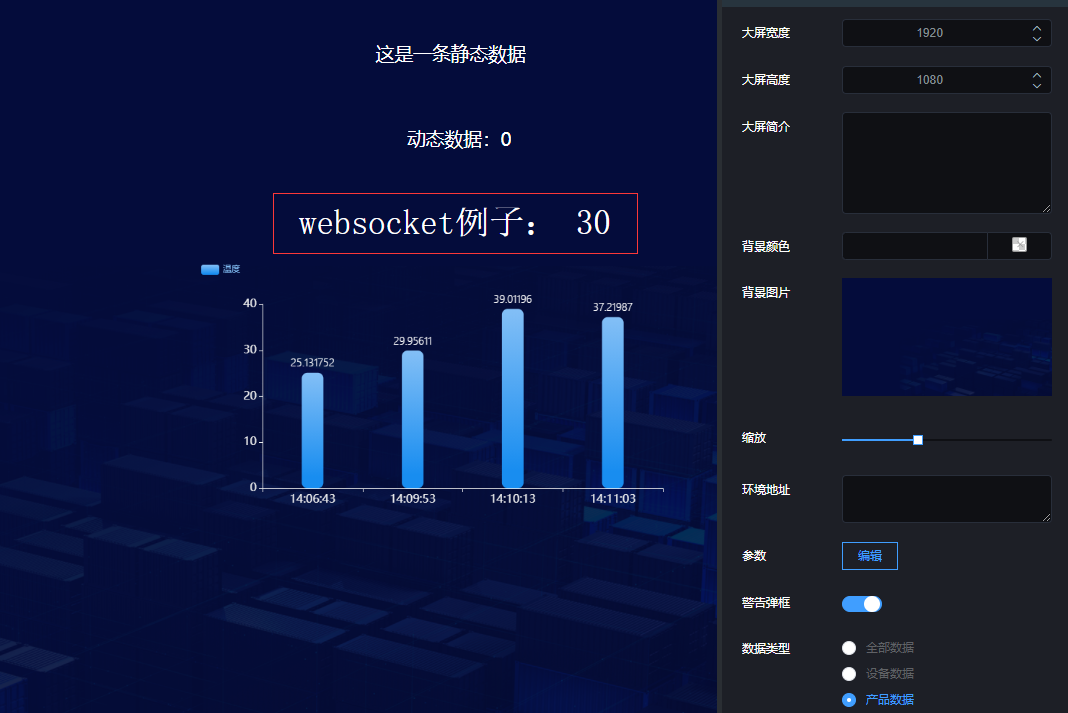 这是一条静态数据
动态数据：0
websocket例子： 30
温度
40
30
20
10
0
25.131752
29.95611
39.01196
37.21987
14:06:43
14:09:53
14:10:13
14:11:03
大屏宽度
1920
大屏高度
1080
大屏简介
背景颜色
背景图片
缩放
环境地址
参数
编辑
警告弹框
数据类型
全部数据
设备数据
产品数据